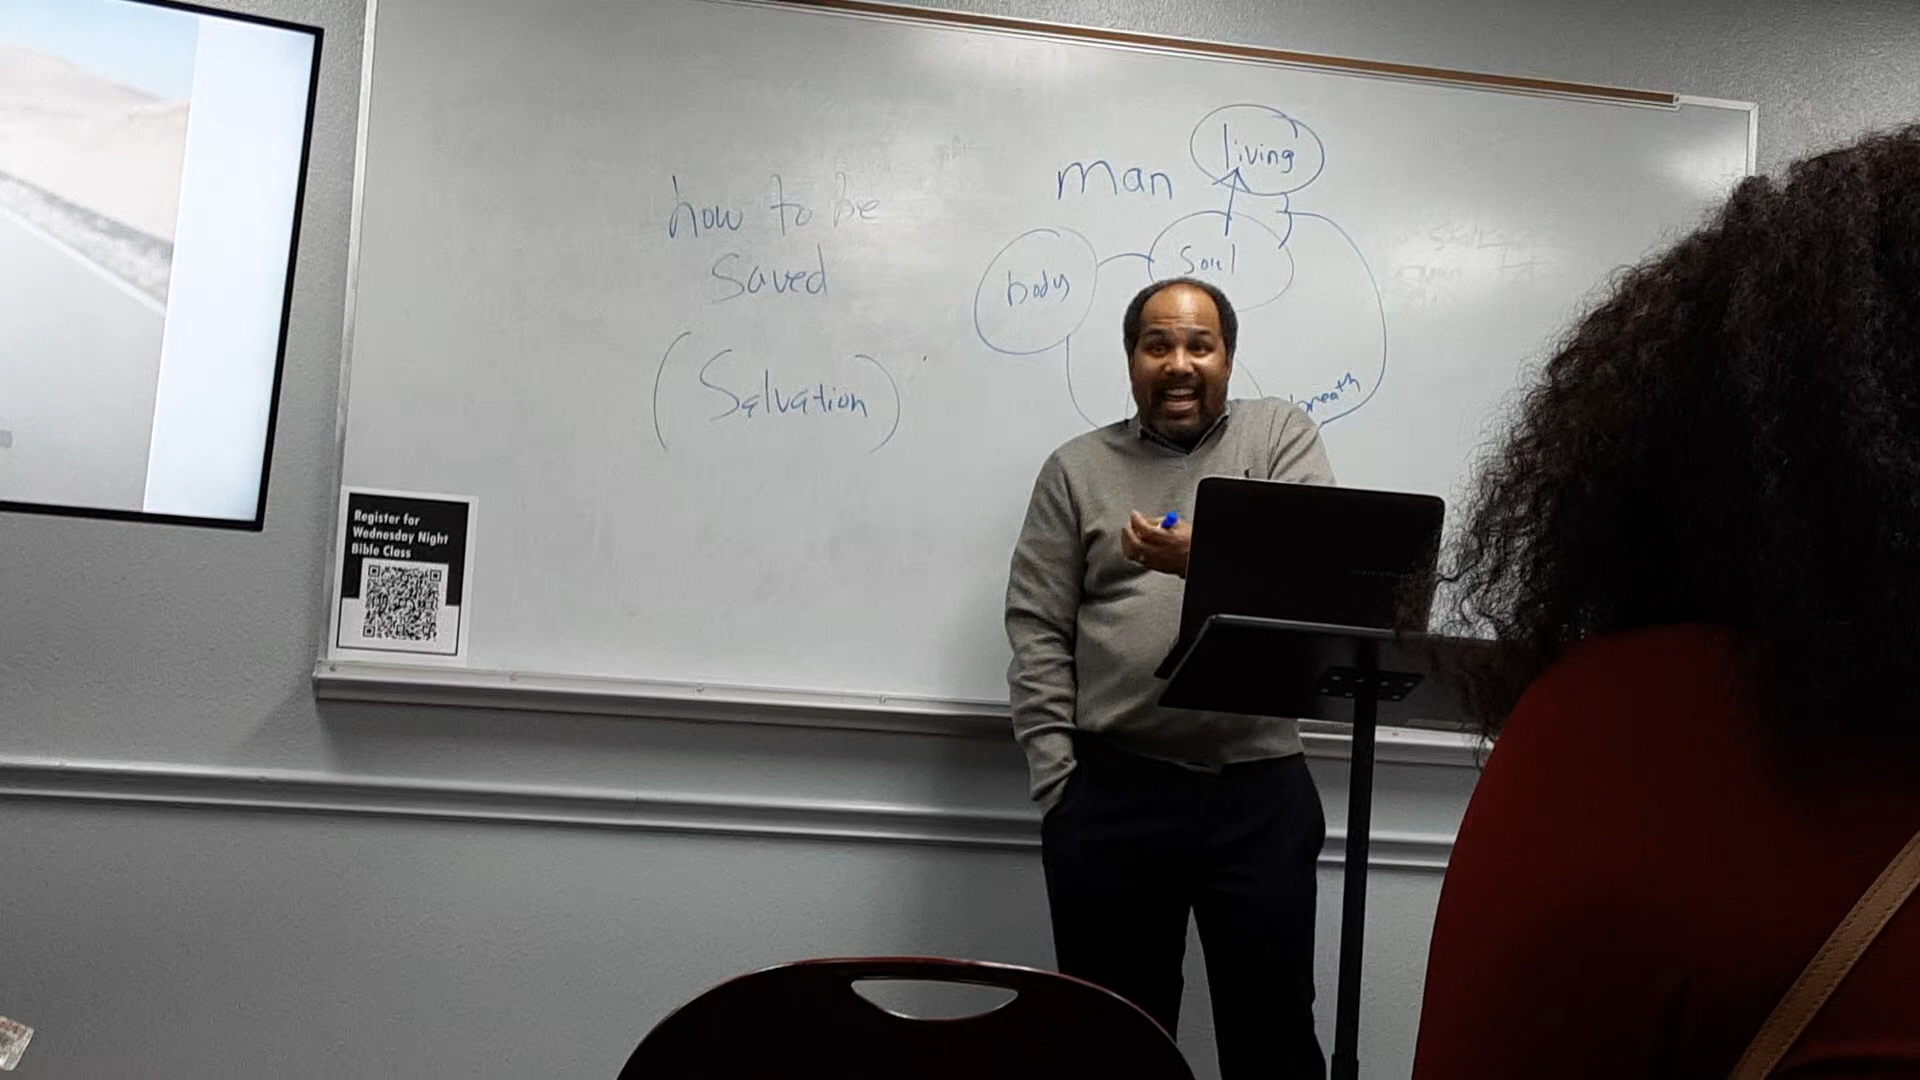 how to be
saved
(Salvation)
man
living
body
Soul
breath
Register for
Wednesday Night
Bible Class